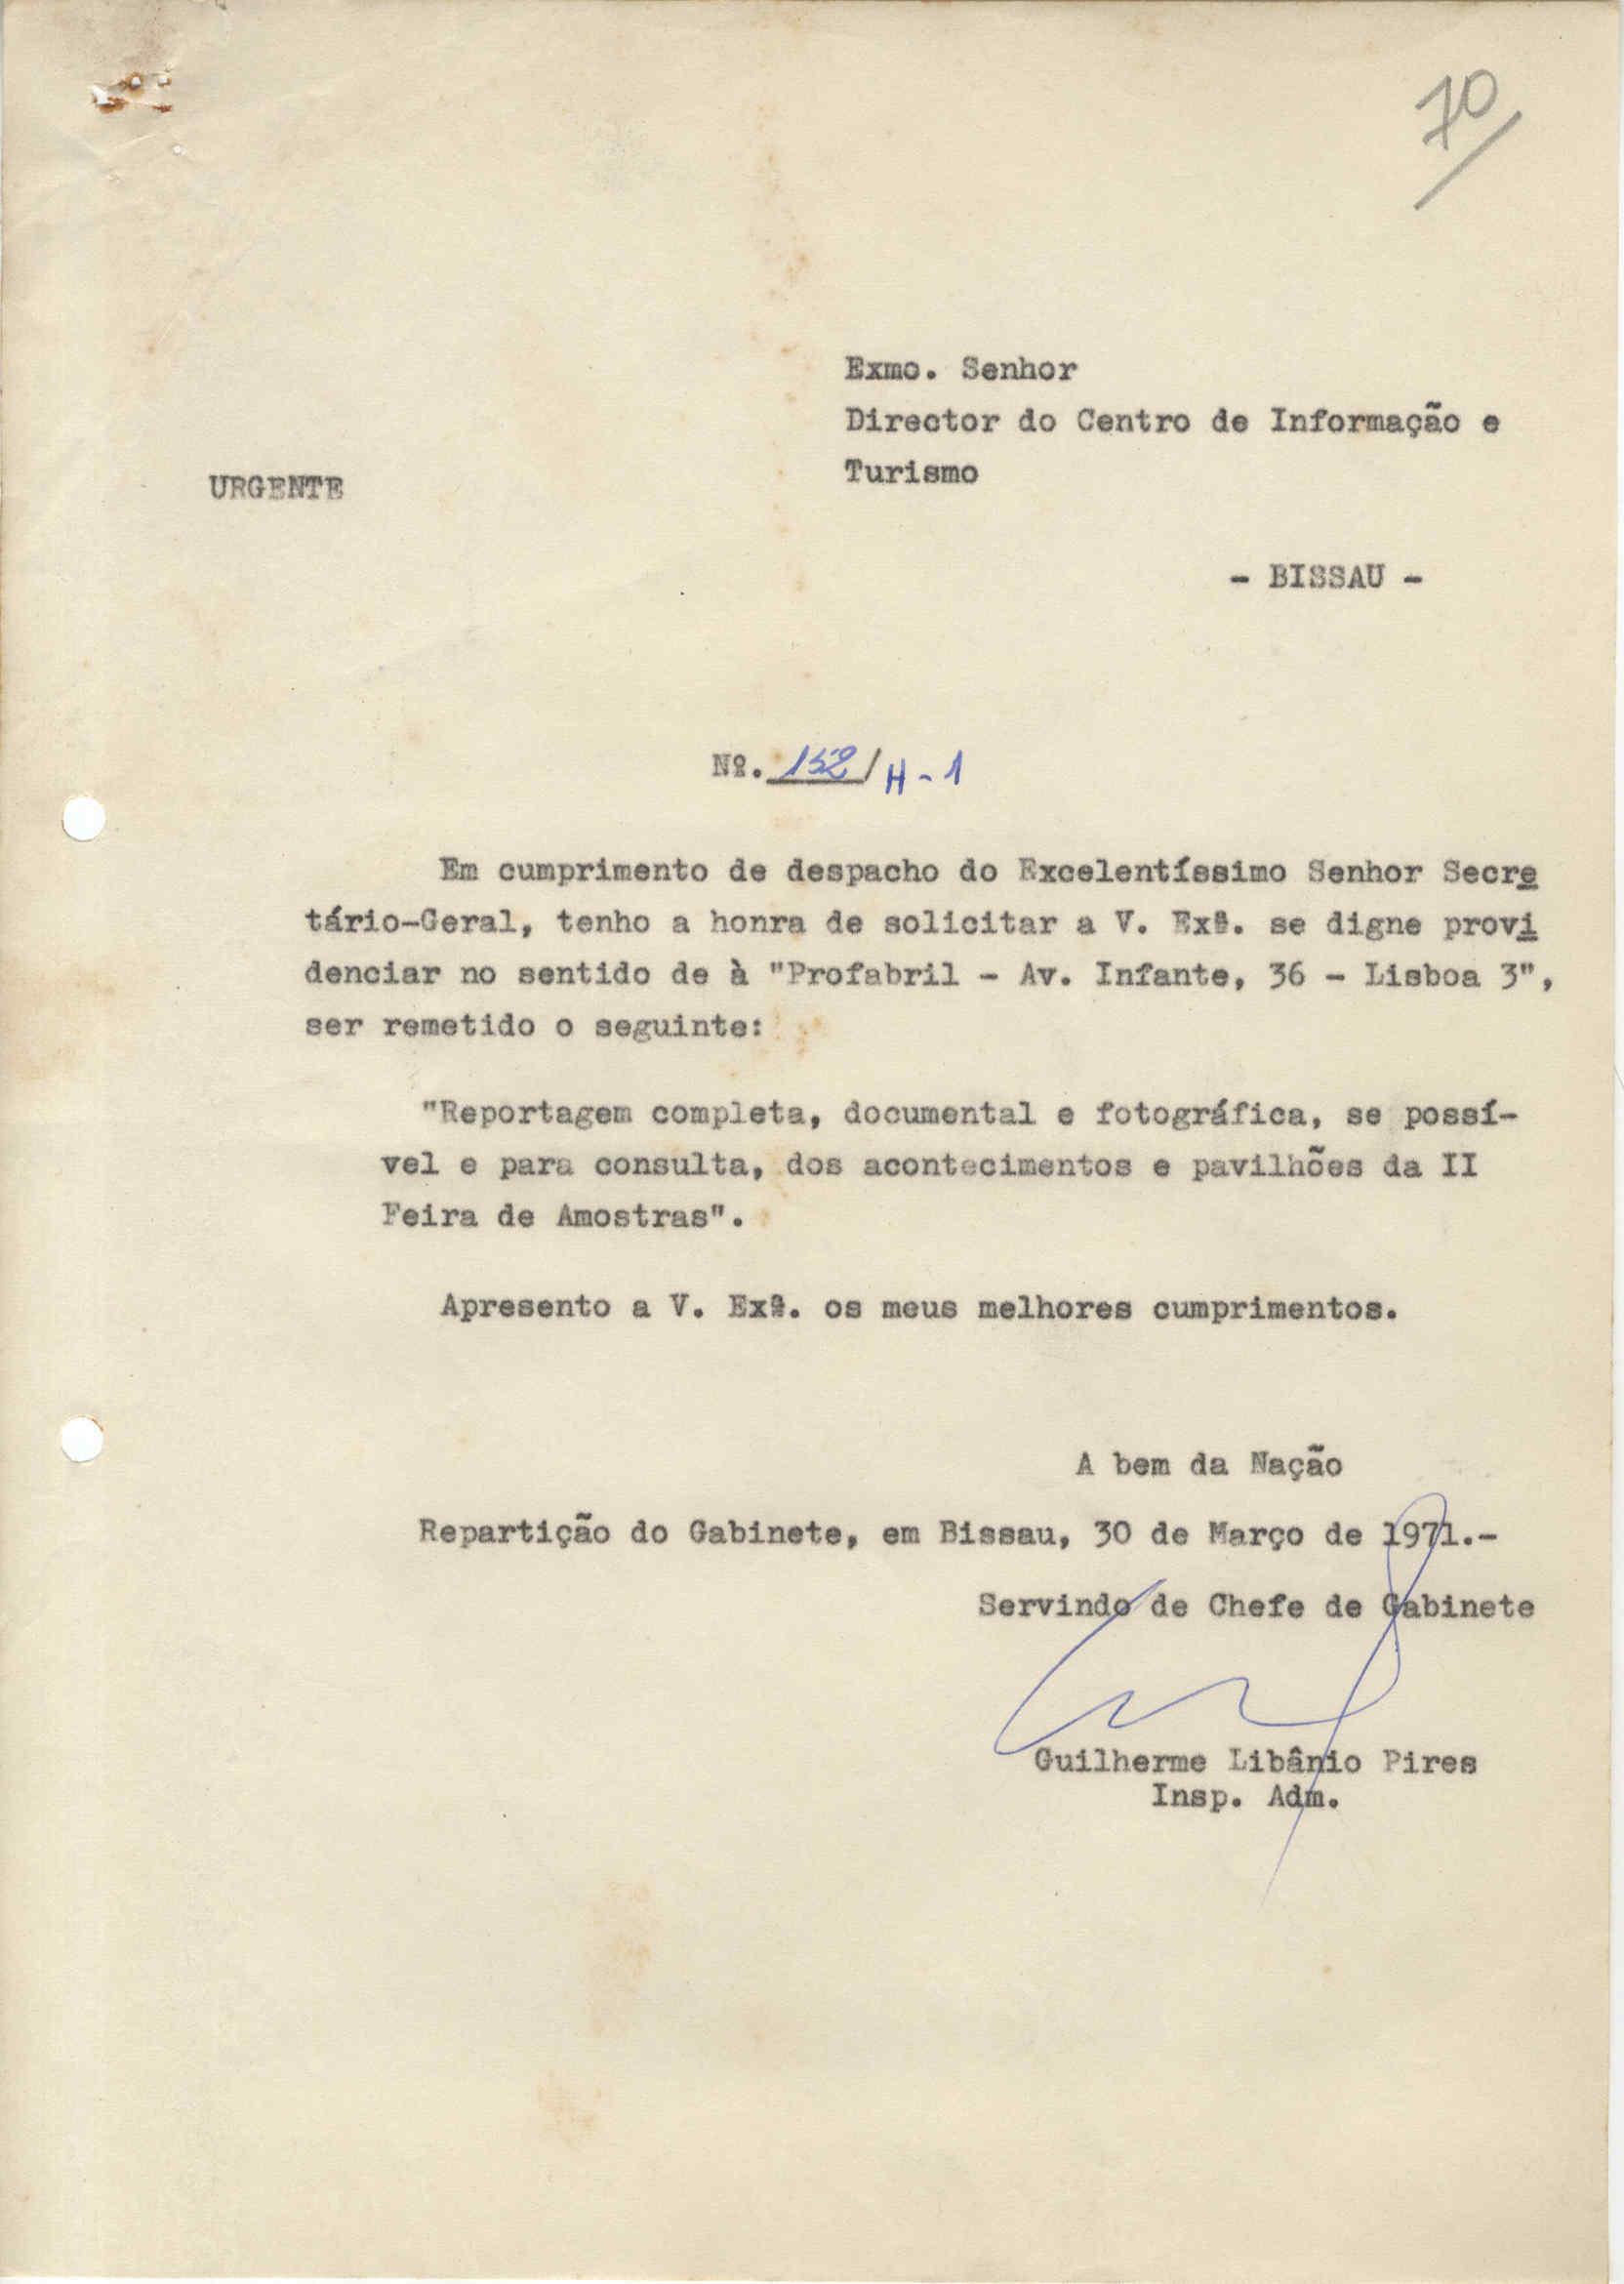 70
Exmo. Senhor
Director do Centro de Informação e
Turismo
URGENTE
- BISSAU -
Nº. 152/H-1
Em cumprimento de despacho do Excelentíssimo Senhor Secre
tário-Geral, tenho a honra de solicitar a V. Exª. se digne provi
denciar no sentido de à "Profabril - Av. Infante, 36 - Lisboa 3",
ser remetido o seguinte:
"Reportagem completa, documental e fotográfica, se possí-
vel e para consulta, dos acontecimentos e pavilhões da II
Feira de Amostras".
Apresento a V. Exª. os meus melhores cumprimentos.
A bem da Nação
Repartição do Gabinete, em Bissau, 30 de Março de 1971.-
Servindo de Chefe de Gabinete
Guilherme Libânio Pires
Insp. Adm.